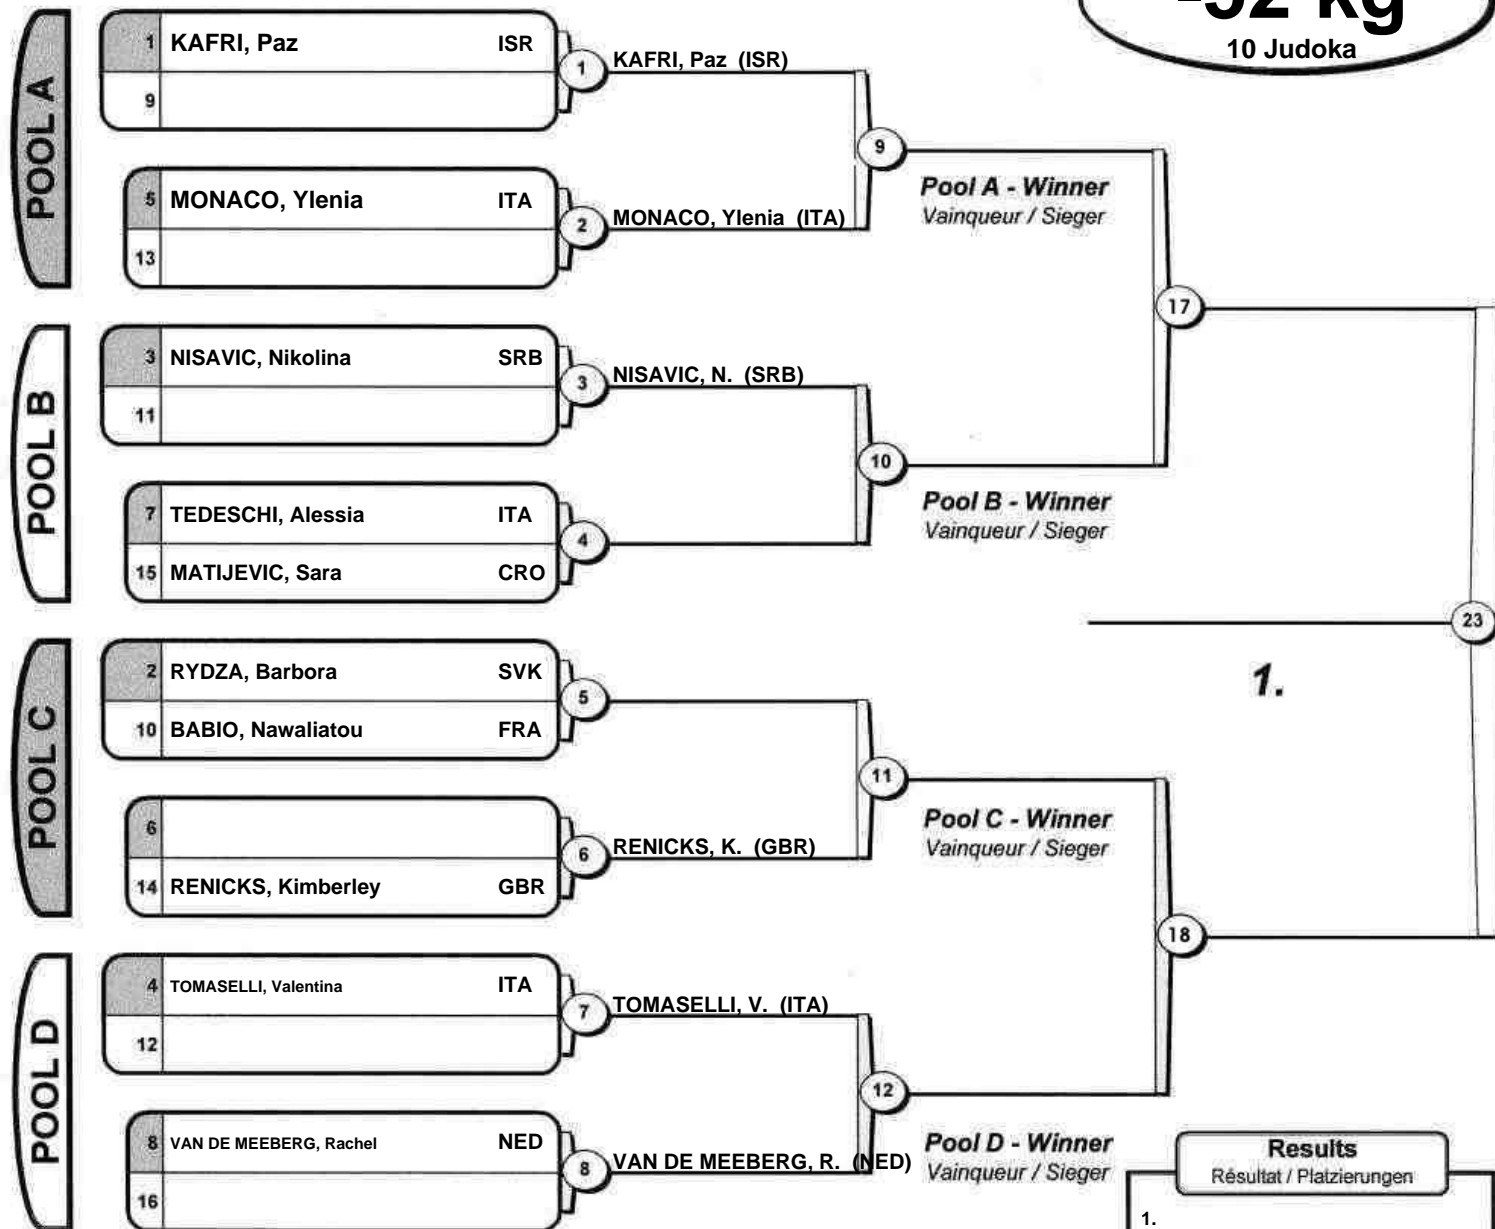 -52 kg
10 Judoka
POOL A
1 KAFRI, Paz ISR
9
1 KAFRI, Paz (ISR)
5 MONACO, Ylenia ITA
13
2 MONACO, Ylenia (ITA)
9
Pool A - Winner
Vainqueur / Sieger
POOL B
3 NISAVIC, Nikolina SRB
11
3 NISAVIC, N. (SRB)
7 TEDESCHI, Alessia ITA
15 MATIJEVIC, Sara CRO
4
10
Pool B - Winner
Vainqueur / Sieger
17
23
1.
POOL C
2 RYDZA, Barbora SVK
10 BABIO, Nawaliatou FRA
5
6
14 RENICKS, Kimberley GBR
6 RENICKS, K. (GBR)
11
Pool C - Winner
Vainqueur / Sieger
18
POOL D
4 TOMASELLI, Valentina ITA
12
7 TOMASELLI, V. (ITA)
8 VAN DE MEEBERG, Rachel NED
16
8 VAN DE MEEBERG, R. (NED)
12
Pool D - Winner
Vainqueur / Sieger
Results
Résultat / Platzierungen
1.